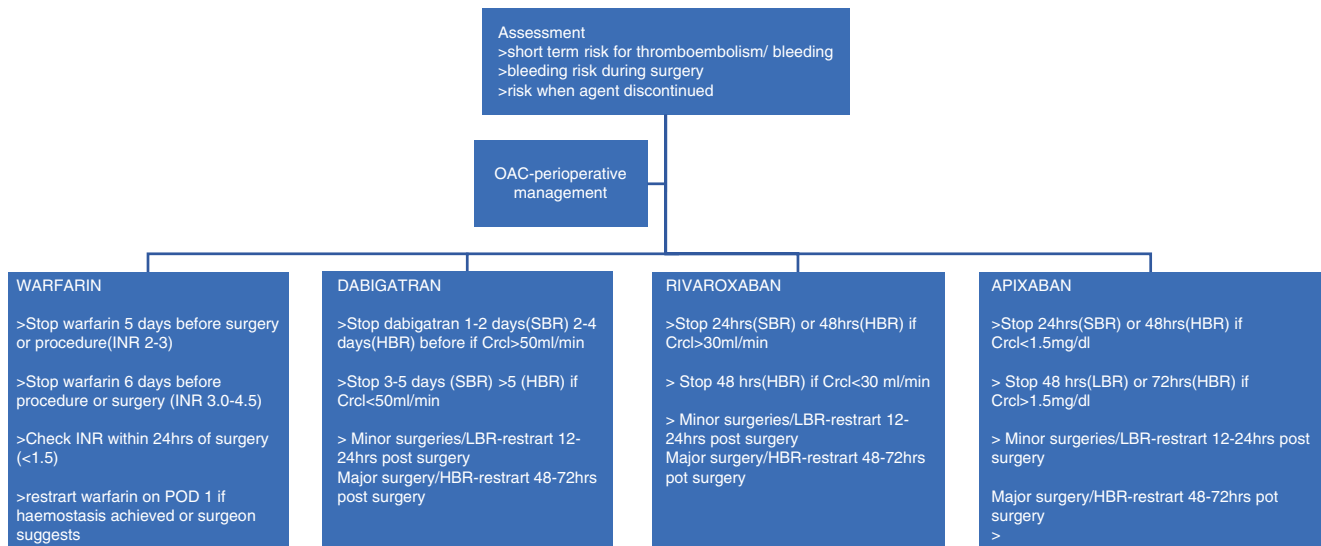 Assessment
>short term risk for thromboembolism/ bleeding
>bleeding risk during surgery
>risk when agent discontinued
OAC-perioperative
management
WARFARIN
>Stop warfarin 5 days before surgery
or procedure(INR 2-3)
>Stop warfarin 6 days before
procedure or surgery (INR 3.0-4.5)
>Check INR within 24hrs of surgery
(<1.5)
>restrart warfarin on POD 1 if
haemostasis achieved or surgeon
suggests
DABIGATRAN
>Stop dabigatran 1-2 days(SBR) 2-4
days(HBR) before if Crcl>50ml/min
>Stop 3-5 days (SBR) >5 (HBR) if
Crcl<50ml/min
> Minor surgeries/LBR-restrart 12-
24hrs post surgery
Major surgery/HBR-restrart 48-72hrs
post surgery
RIVAROXABAN
>Stop 24hrs(SBR) or 48hrs(HBR) if
Crcl>30ml/min
> Stop 48 hrs(HBR) if Crcl<30 ml/min
> Minor surgeries/LBR-restrart 12-
24hrs post surgery
Major surgery/HBR-restrart 48-72hrs
pot surgery
APIXABAN
>Stop 24hrs(SBR) or 48hrs(HBR) if
Crcl<1.5mg/dl
> Stop 48 hrs(LBR) or 72hrs(HBR) if
Crcl>1.5mg/dl
> Minor surgeries/LBR-restrart 12-24hrs post
surgery
Major surgery/HBR-restrart 48-72hrs pot
surgery
>